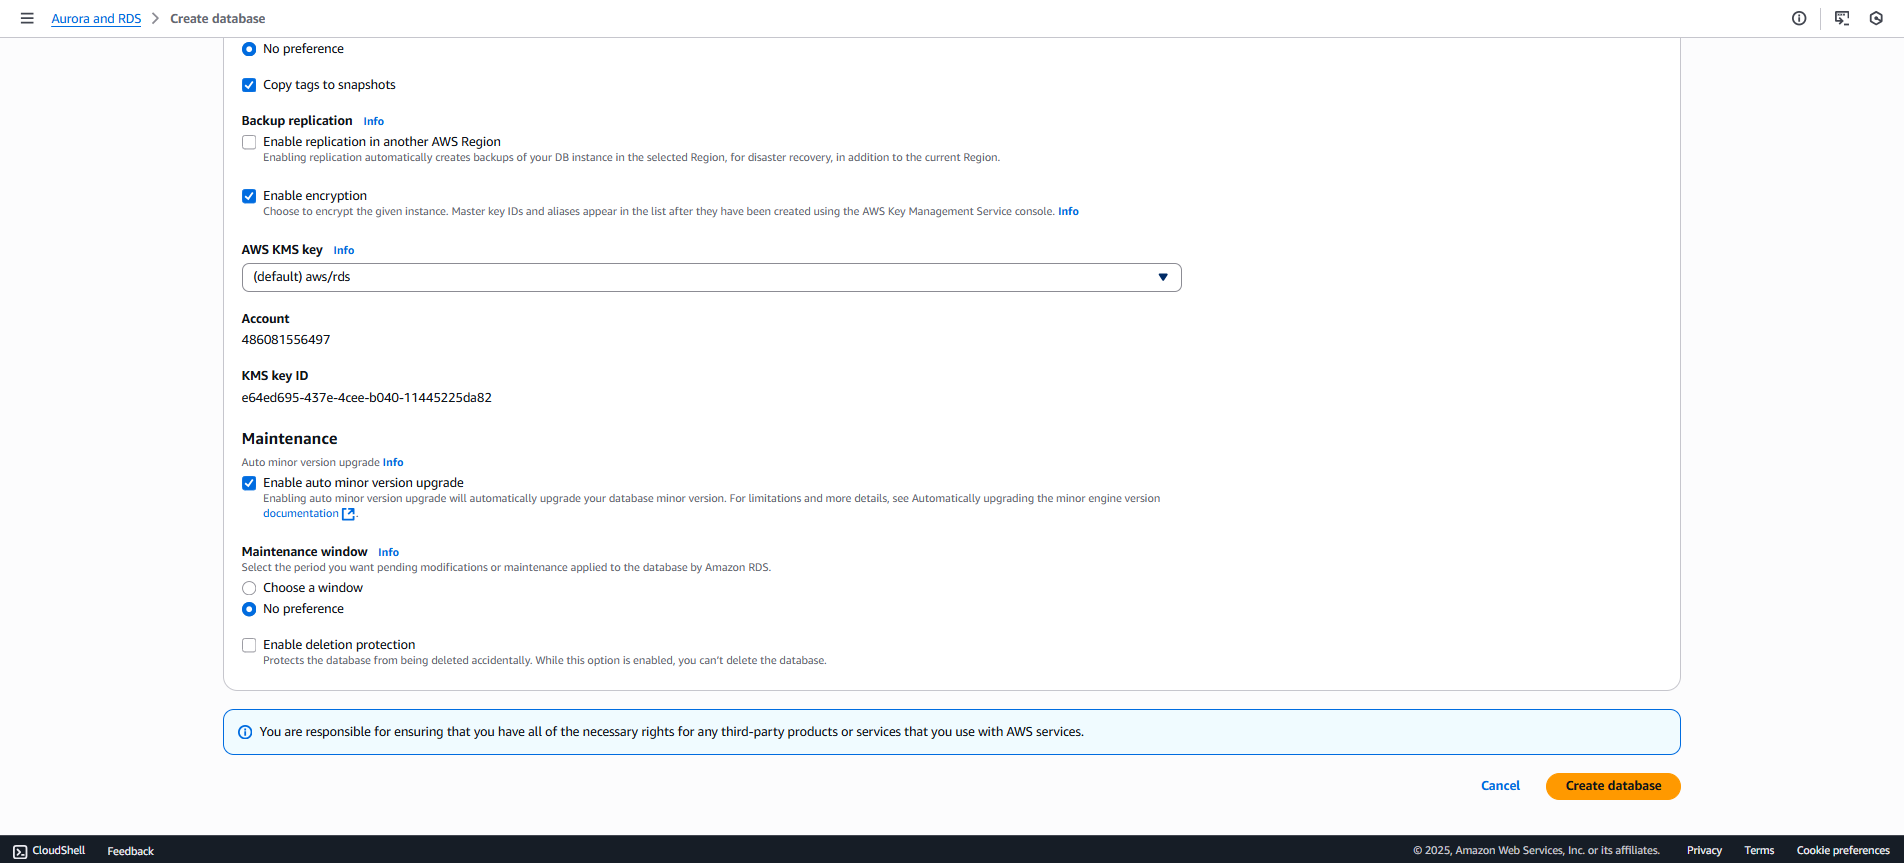 Aurora and RDS > Create database
No preference
Copy tags to snapshots
Backup replication Info
Enable replication in another AWS Region
Enabling replication automatically creates backups of your DB instance in the selected Region, for disaster recovery, in addition to the current Region.
Enable encryption
Choose to encrypt the given instance. Master key IDs and aliases appear in the list after they have been created using the AWS Key Management Service console. Info
AWS KMS key Info
(default) aws/rds
Account
486081556497
KMS key ID
e64ed695-437e-4cee-b040-11445225da82
Maintenance
Auto minor version upgrade Info
Enable auto minor version upgrade
Enabling auto minor version upgrade will automatically upgrade your database minor version. For limitations and more details, see Automatically upgrading the minor engine version
documentation .
Maintenance window Info
Select the period you want pending modifications or maintenance applied to the database by Amazon RDS.
Choose a window
No preference
Enable deletion protection
Protects the database from being deleted accidentally. While this option is enabled, you can't delete the database.
You are responsible for ensuring that you have all of the necessary rights for any third-party products or services that you use with AWS services.
Cancel Create database
CloudShell Feedback © 2025, Amazon Web Services, Inc. or its affiliates. Privacy Terms Cookie preferences